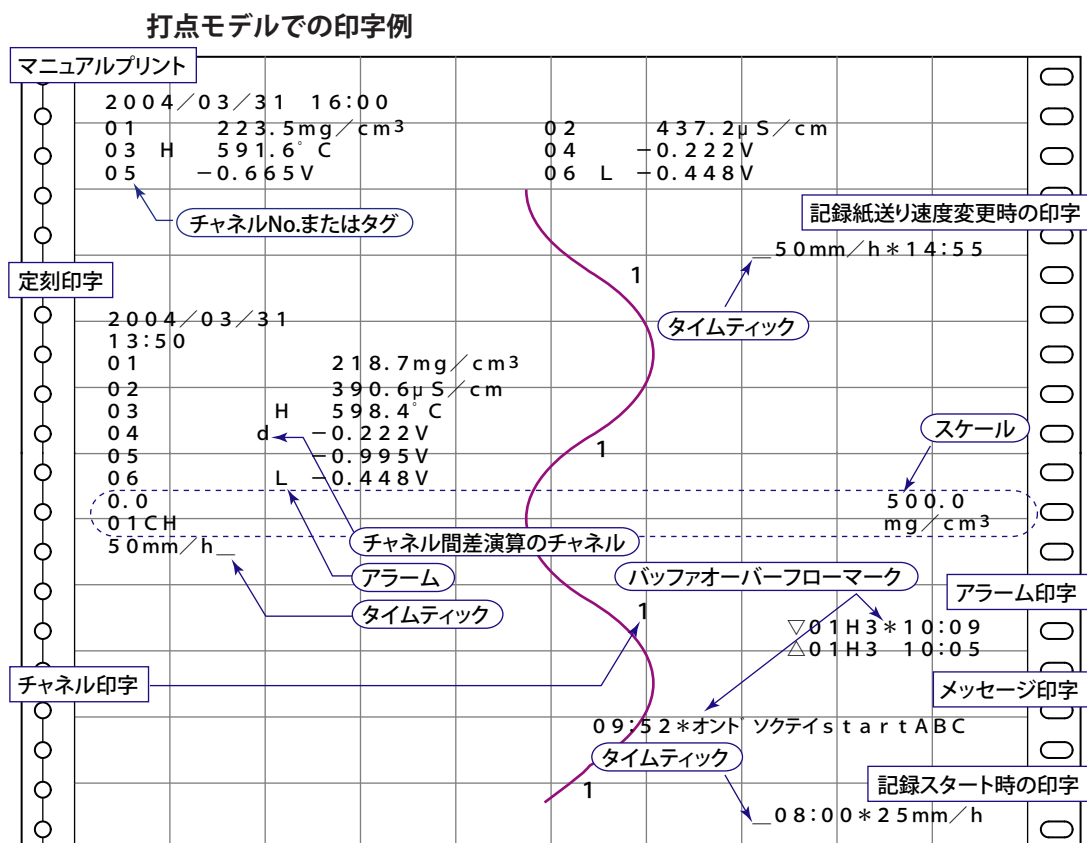 打点モデルでの印字例
マニュアルプリント
2004/03/31 16:00
01 223.5mg/cm3 02 437.2μS/cm
03 H 591.6°C 04 -0.222V
05 -0.665V 06 L -0.448V
チャネルNo.またはタグ
記録紙送り速度変更時の印字
_50mm/h*14:55
1
タイムティック
定刻印字
2004/03/31
13:50
01 218.7mg/cm3
02 390.6μS/cm
03 H 598.4°C
04 d -0.222V
05 -0.995V
06 L -0.448V
1
スケール
0.0 500.0
01CH mg/cm3
50mm/h_
チャネル間差演算のチャネル
アラーム
タイムティック
バッファオーバーフローマーク
アラーム印字
1
▽01H3*10:09
△01H3 10:05
チャネル印字
メッセージ印字
09:52*オンド ソクテイstartABC
タイムティック
1
記録スタート時の印字
_08:00*25mm/h